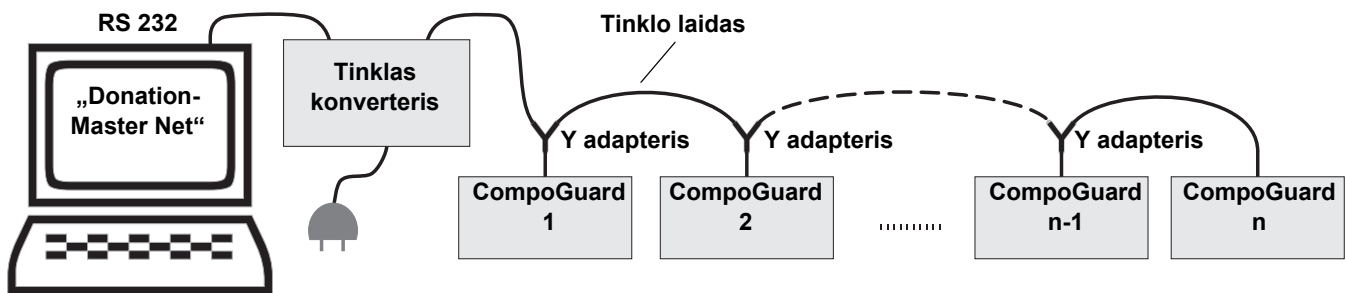 RS 232
„Donation-
Master Net“
Tinklas
konverteris
Tinklo laidas
Y adapteris
Y adapteris
Y adapteris
CompoGuard
1
CompoGuard
2
CompoGuard
n-1
CompoGuard
n